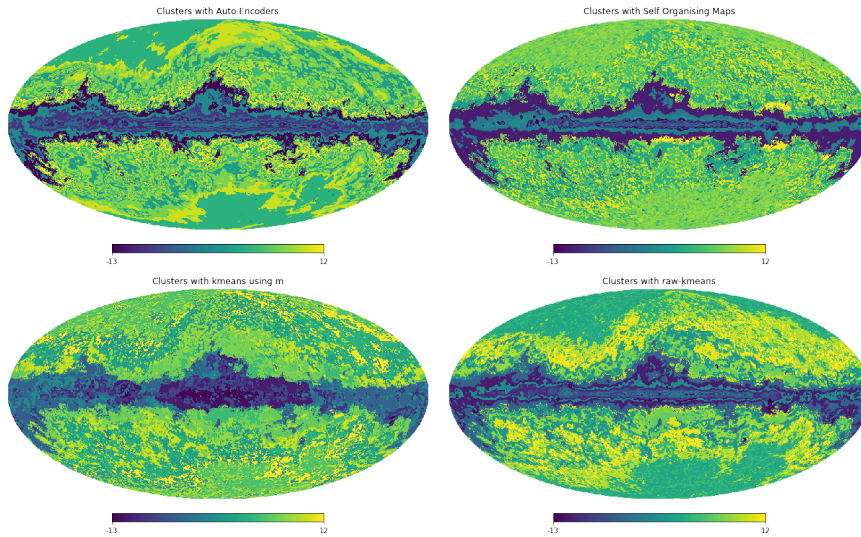 Clusters with Auto Encoders
Clusters with Self Organising Maps
-13 12
-13 12
Clusters with kmeans using m
Clusters with raw-kmeans
-13 12
-13 12